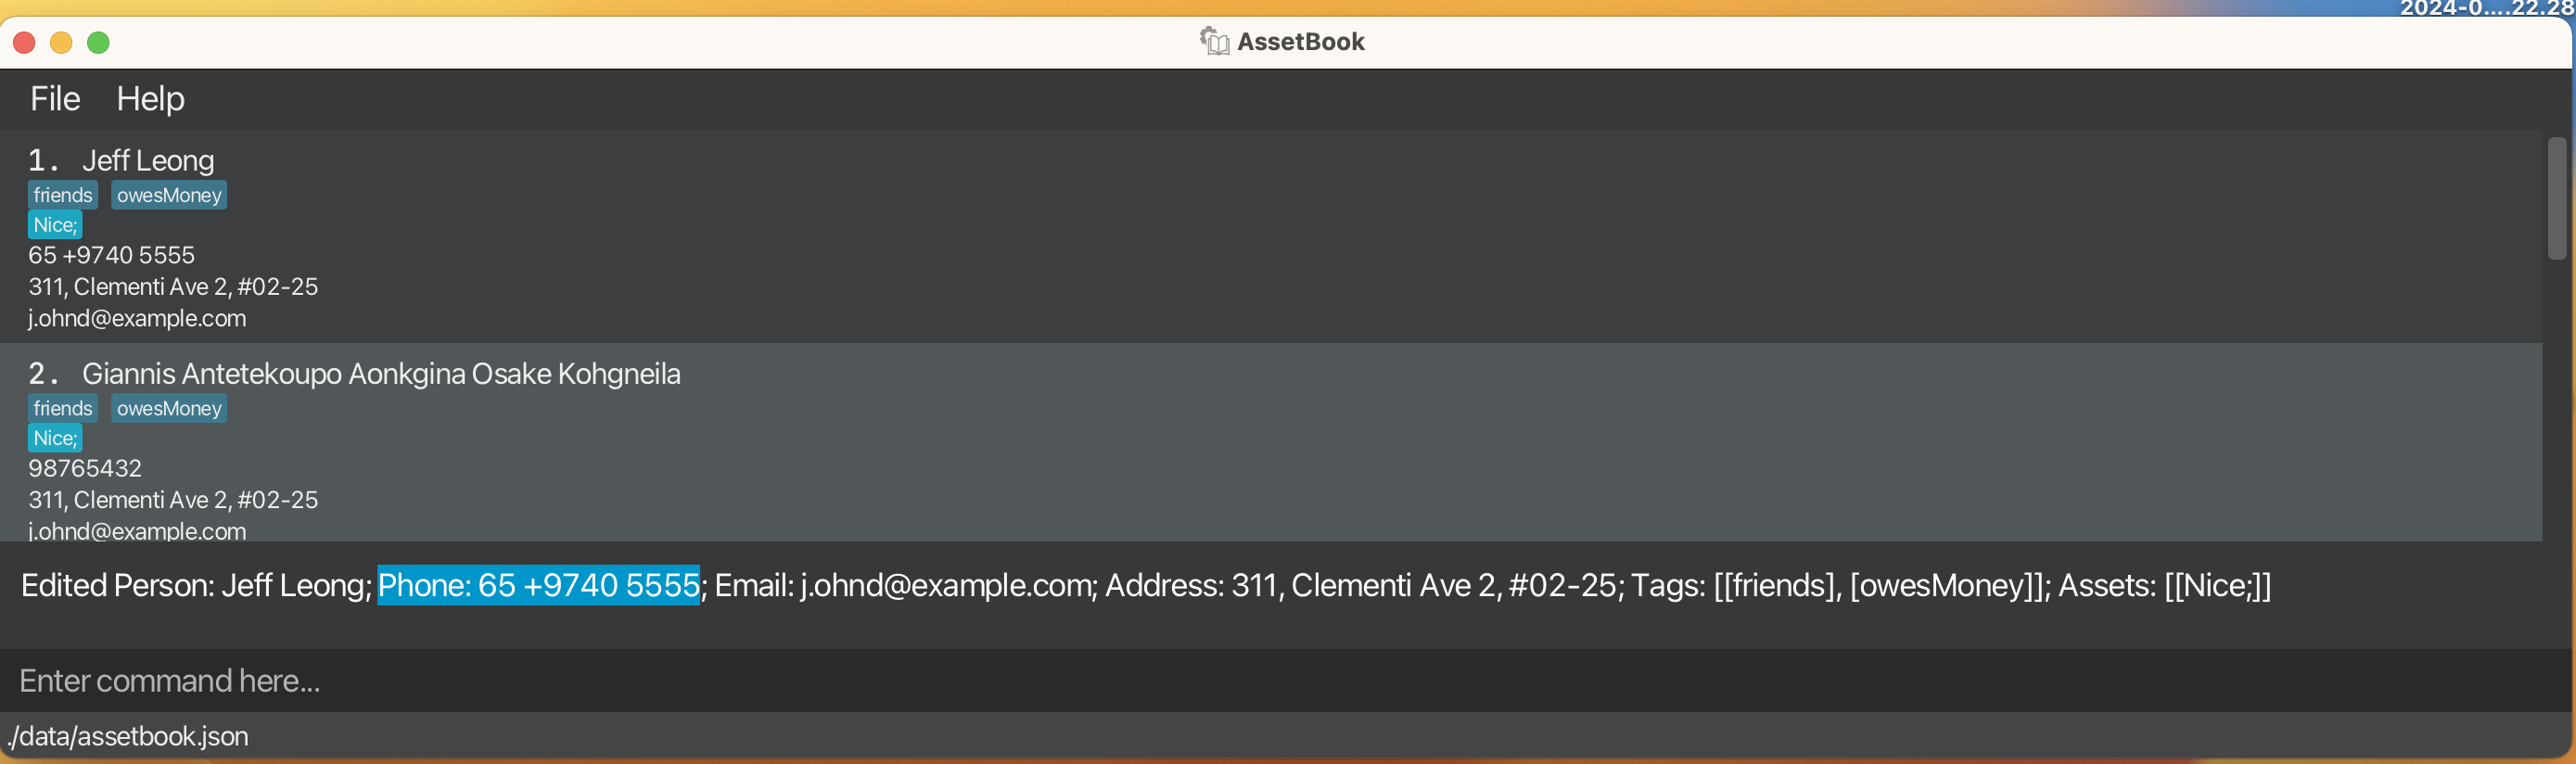 2024-0....22.28
AssetBook
File Help
1. Jeff Leong
friends owesMoney
Nice;
65 +9740 5555
311, Clementi Ave 2, #02-25
j.ohnd@example.com
2. Giannis Antetekoupo Aonkgina Osake Kohgneila
friends owesMoney
Nice;
98765432
311, Clementi Ave 2, #02-25
j.ohnd@example.com
Edited Person: Jeff Leong; Phone: 65 +9740 5555; Email: j.ohnd@example.com; Address: 311, Clementi Ave 2, #02-25; Tags: [[friends], [owesMoney]]; Assets: [[Nice;]]
Enter command here...
./data/assetbook.json